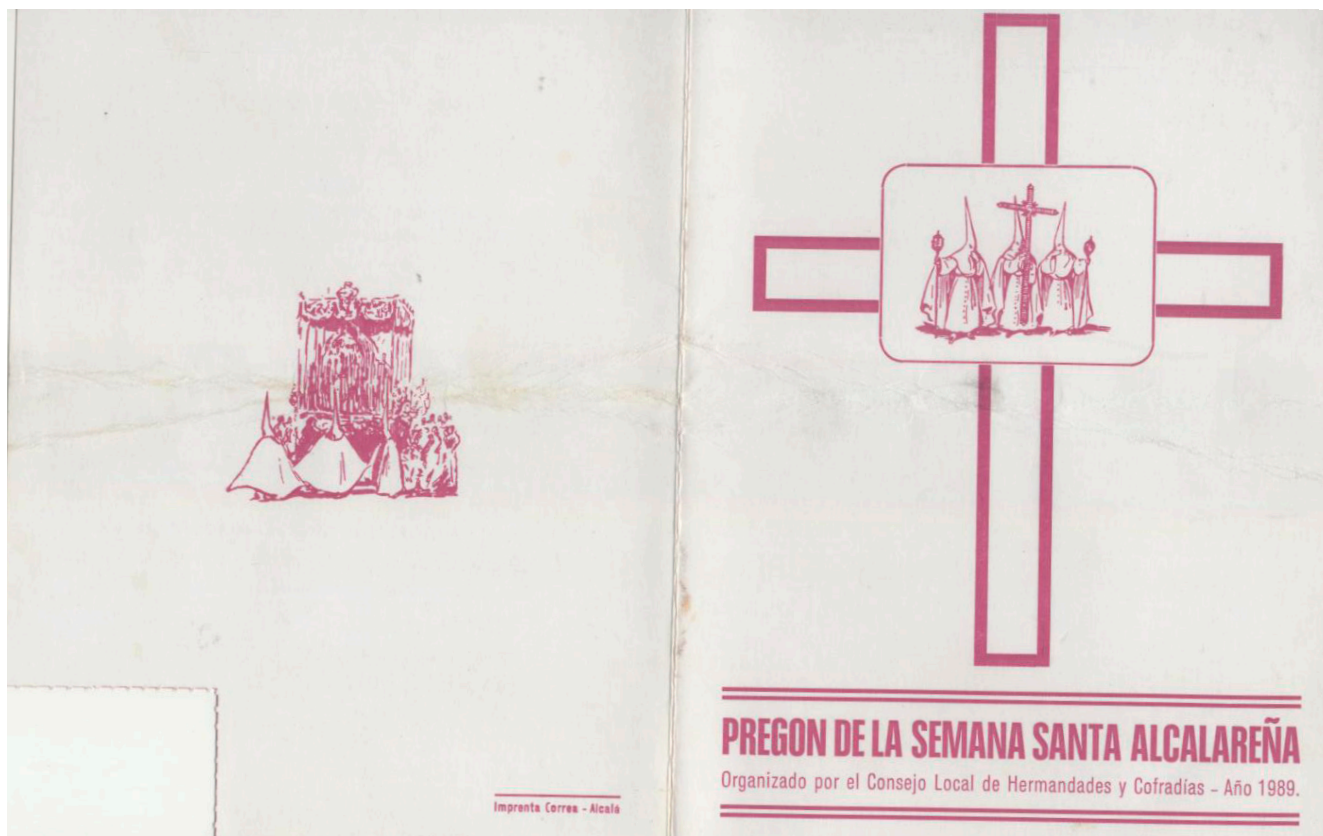 Imprenta Correa - Alcalá
PREGON DE LA SEMANA SANTA ALCALAREÑA
Organizado por el Consejo Local de Hermandades y Cofradías - Año 1989.